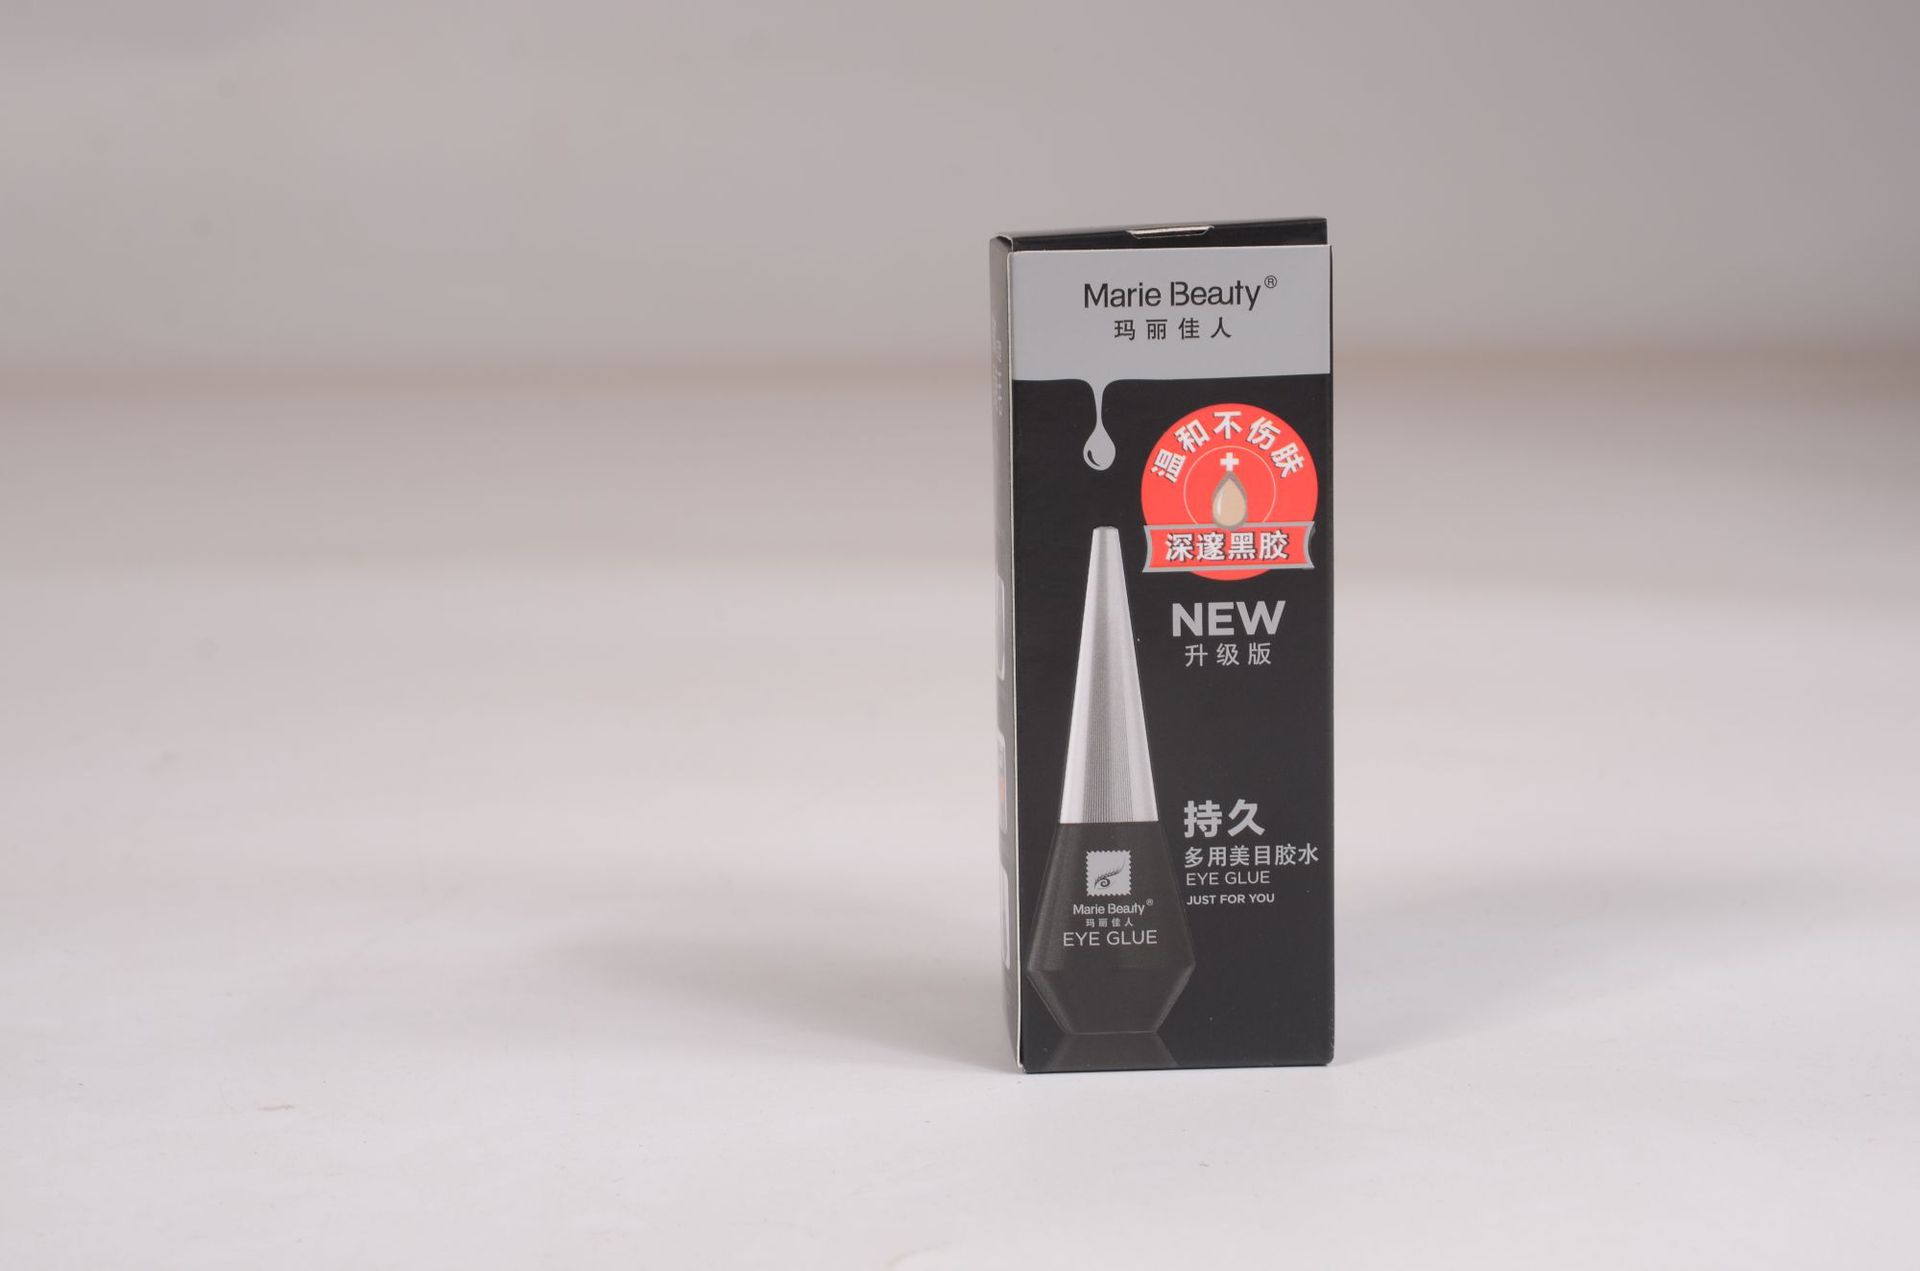 Marie Beauty®
玛丽佳人
温和不伤肤
深邃黑胶
NEW
升级版
持久
多用美目胶水
EYE GLUE
JUST FOR YOU
Marie Beauty®
玛丽佳人
EYE GLUE